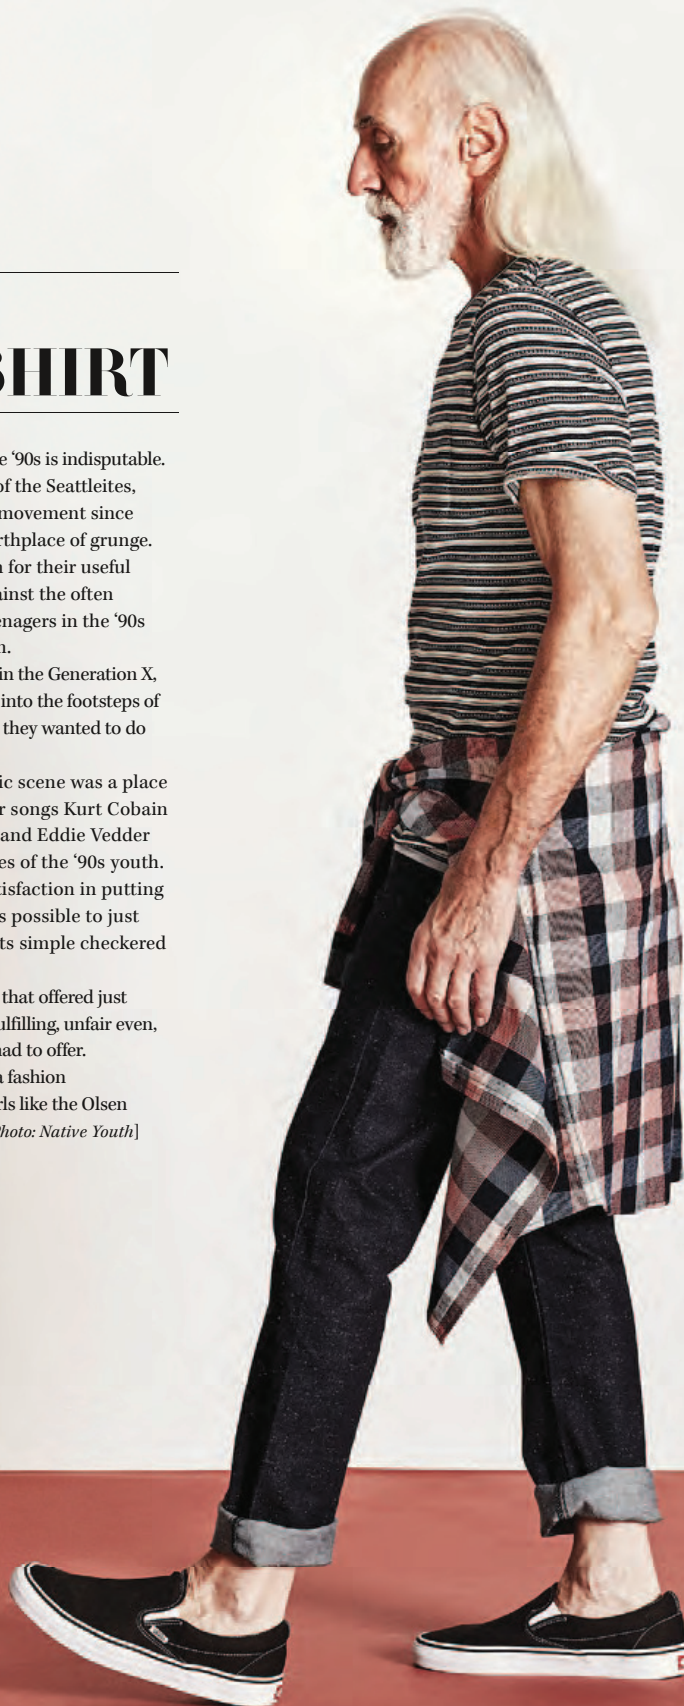 SHIRT
e ‘90s is indisputable.
of the Seattleites,
movement since
rthplace of grunge.
n for their useful
ainst the often
enagers in the ‘90s
n.
in the Generation X,
into the footsteps of
they wanted to do
ic scene was a place
r songs Kurt Cobain
and Eddie Vedder
es of the ‘90s youth.
tisfaction in putting
s possible to just
ts simple checkered
that offered just
ulfilling, unfair even,
had to offer.
a fashion
rls like the Olsen
Photo: Native Youth]